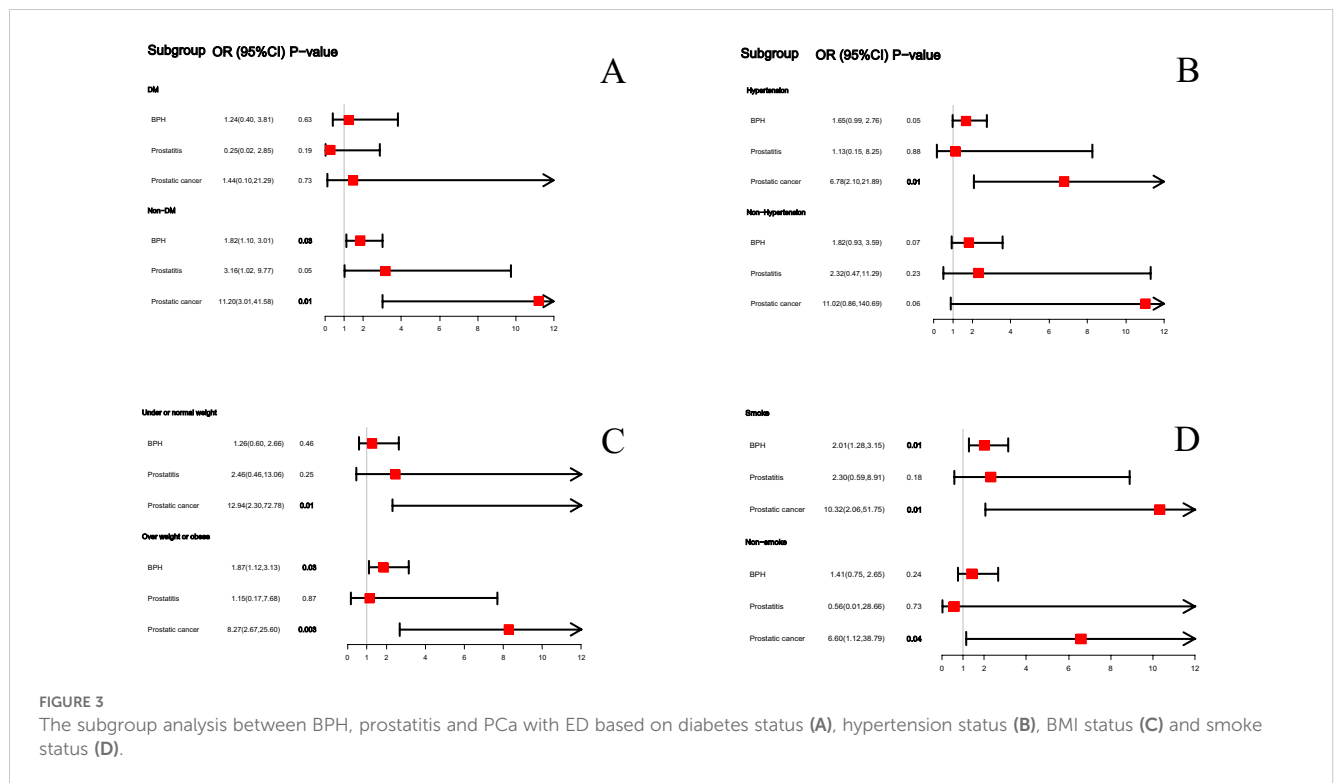 Subgroup OR (95%CI) P-value
A
DM
BPH 1.24(0.40, 3.81) 0.63
Prostatitis 0.25(0.02, 2.85) 0.19
Prostatic cancer 1.44(0.10,21.29) 0.73
Non-DM
BPH 1.82(1.10, 3.01) 0.03
Prostatitis 3.16(1.02, 9.77) 0.05
Prostatic cancer 11.20(3.01,41.58) 0.01
0 1 2 4 6 8 10 12
Subgroup OR (95%CI) P-value
B
Hypertension
BPH 1.65(0.99, 2.76) 0.05
Prostatitis 1.13(0.15, 8.25) 0.88
Prostatic cancer 6.78(2.10,21.89) 0.01
Non-Hypertension
BPH 1.82(0.93, 3.59) 0.07
Prostatitis 2.32(0.47,11.29) 0.23
Prostatic cancer 11.02(0.86,140.69) 0.06
0 1 2 4 6 8 10 12
Under or normal weight
C
BPH 1.26(0.60, 2.66) 0.46
Prostatitis 2.46(0.46,13.06) 0.25
Prostatic cancer 12.94(2.30,72.78) 0.01
Over weight or obese
BPH 1.87(1.12,3.13) 0.03
Prostatitis 1.15(0.17,7.68) 0.87
Prostatic cancer 8.27(2.67,25.60) 0.003
0 1 2 4 6 8 10 12
Smoke
D
BPH 2.01(1.28,3.15) 0.01
Prostatitis 2.30(0.59,8.91) 0.18
Prostatic cancer 10.32(2.06,51.75) 0.01
Non-smoke
BPH 1.41(0.75, 2.65) 0.24
Prostatitis 0.56(0.01,28.66) 0.73
Prostatic cancer 6.60(1.12,38.79) 0.04
0 1 2 4 6 8 10 12
FIGURE 3
The subgroup analysis between BPH, prostatitis and PCa with ED based on diabetes status (A), hypertension status (B), BMI status (C) and smoke
status (D).